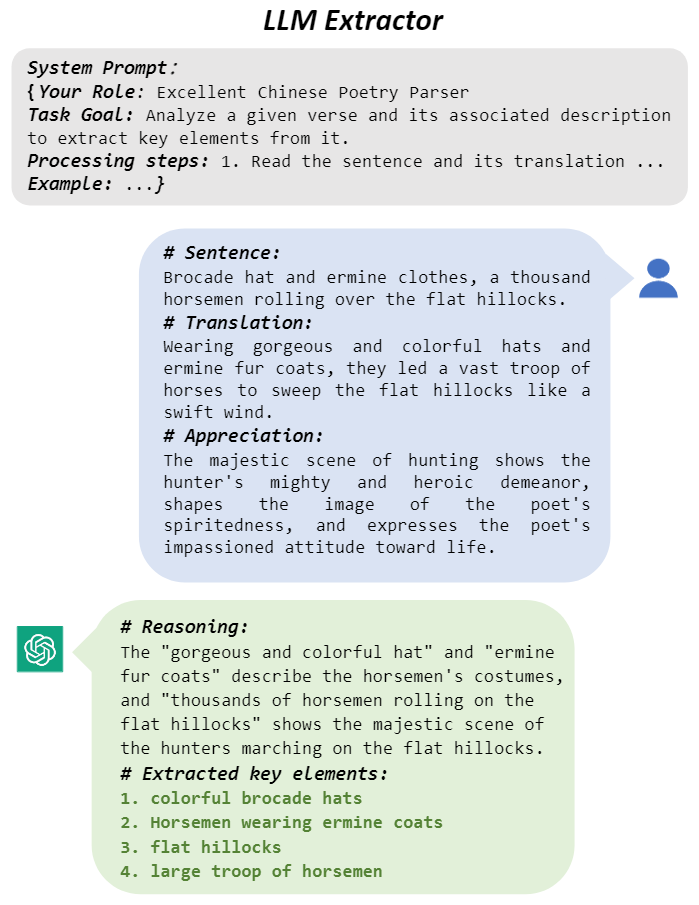 LLM Extractor
System Prompt:
{Your Role: Excellent Chinese Poetry Parser
Task Goal: Analyze a given verse and its associated description
to extract key elements from it.
Processing steps: 1. Read the sentence and its translation ...
Example: ...}
# Sentence:
Brocade hat and ermine clothes, a thousand
horsemen rolling over the flat hillocks.
# Translation:
Wearing gorgeous and colorful hats and
ermine fur coats, they led a vast troop of
horses to sweep the flat hillocks like a
swift wind.
# Appreciation:
The majestic scene of hunting shows the
hunter's mighty and heroic demeanor,
shapes the image of the poet's
spiritedness, and expresses the poet's
impassioned attitude toward life.
# Reasoning:
The "gorgeous and colorful hat" and "ermine
fur coats" describe the horsemen's costumes,
and "thousands of horsemen rolling on the
flat hillocks" shows the majestic scene of
the hunters marching on the flat hillocks.
# Extracted key elements:
1. colorful brocade hats
2. Horsemen wearing ermine coats
3. flat hillocks
4. large troop of horsemen